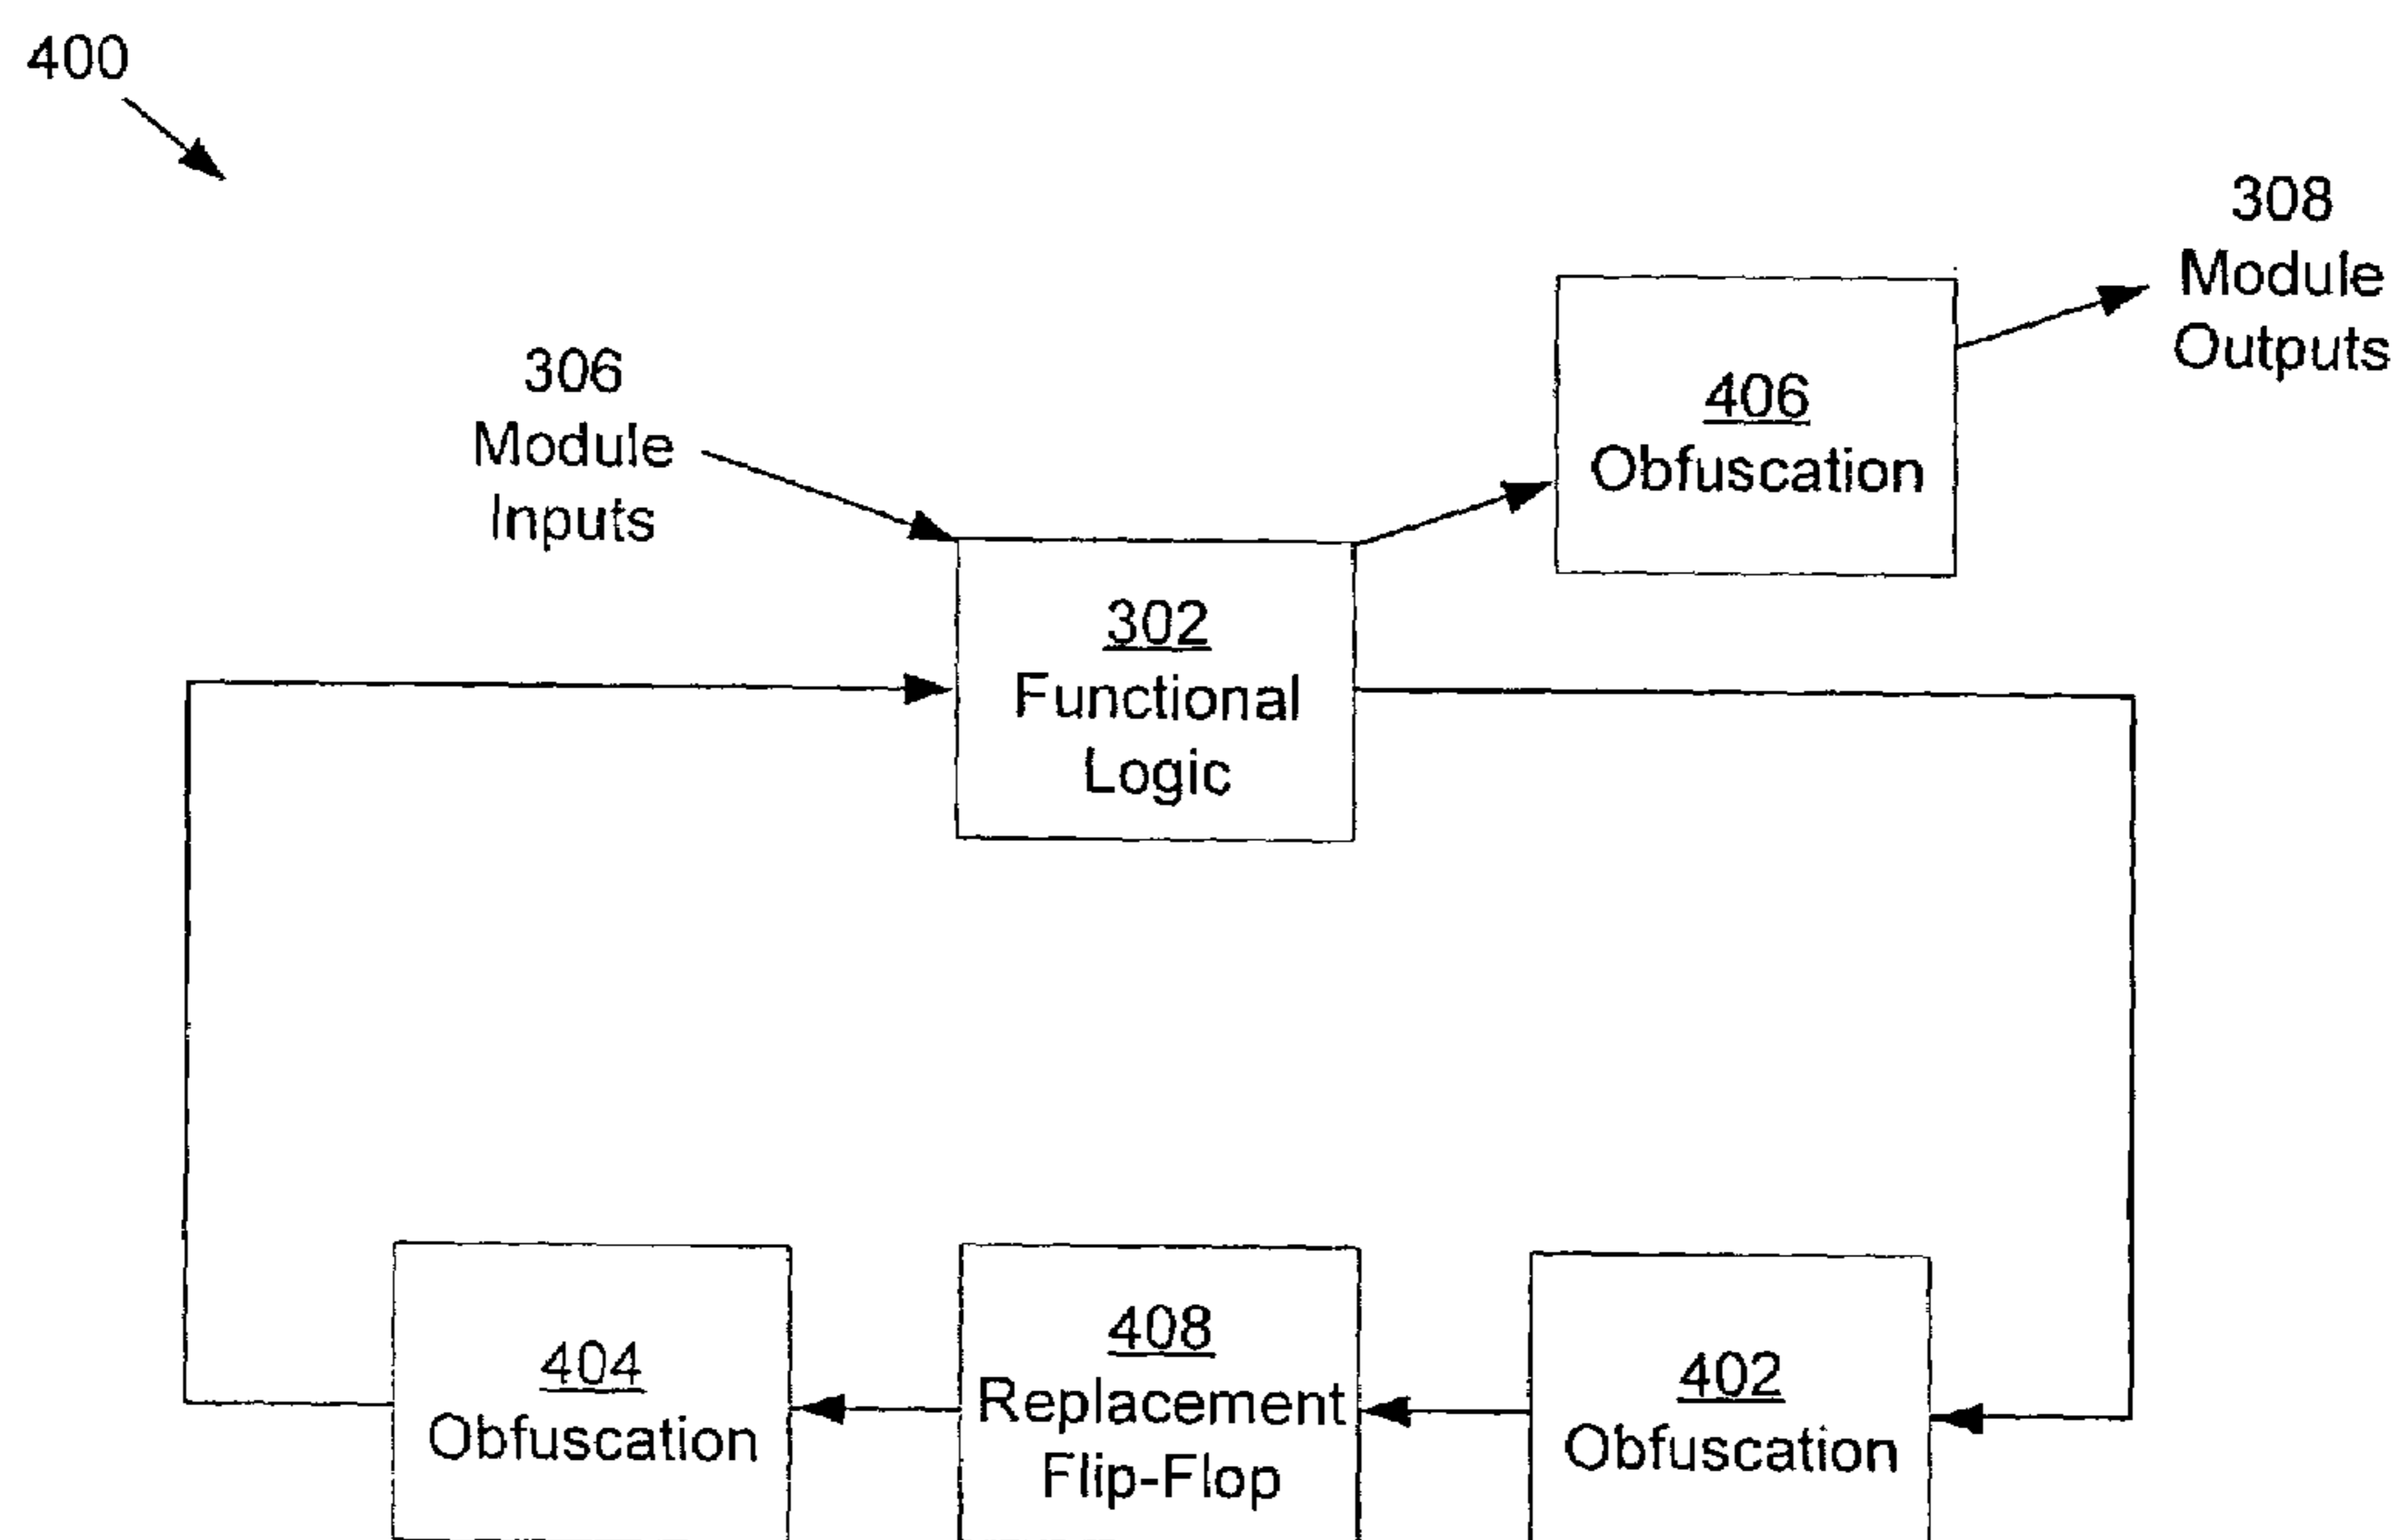 400
308
Module
Outputs
406
Obfuscation
306
Module
Inputs
302
Functional
Logic
404
Obfuscation
408
Replacement
Flip-Flop
402
Obfuscation